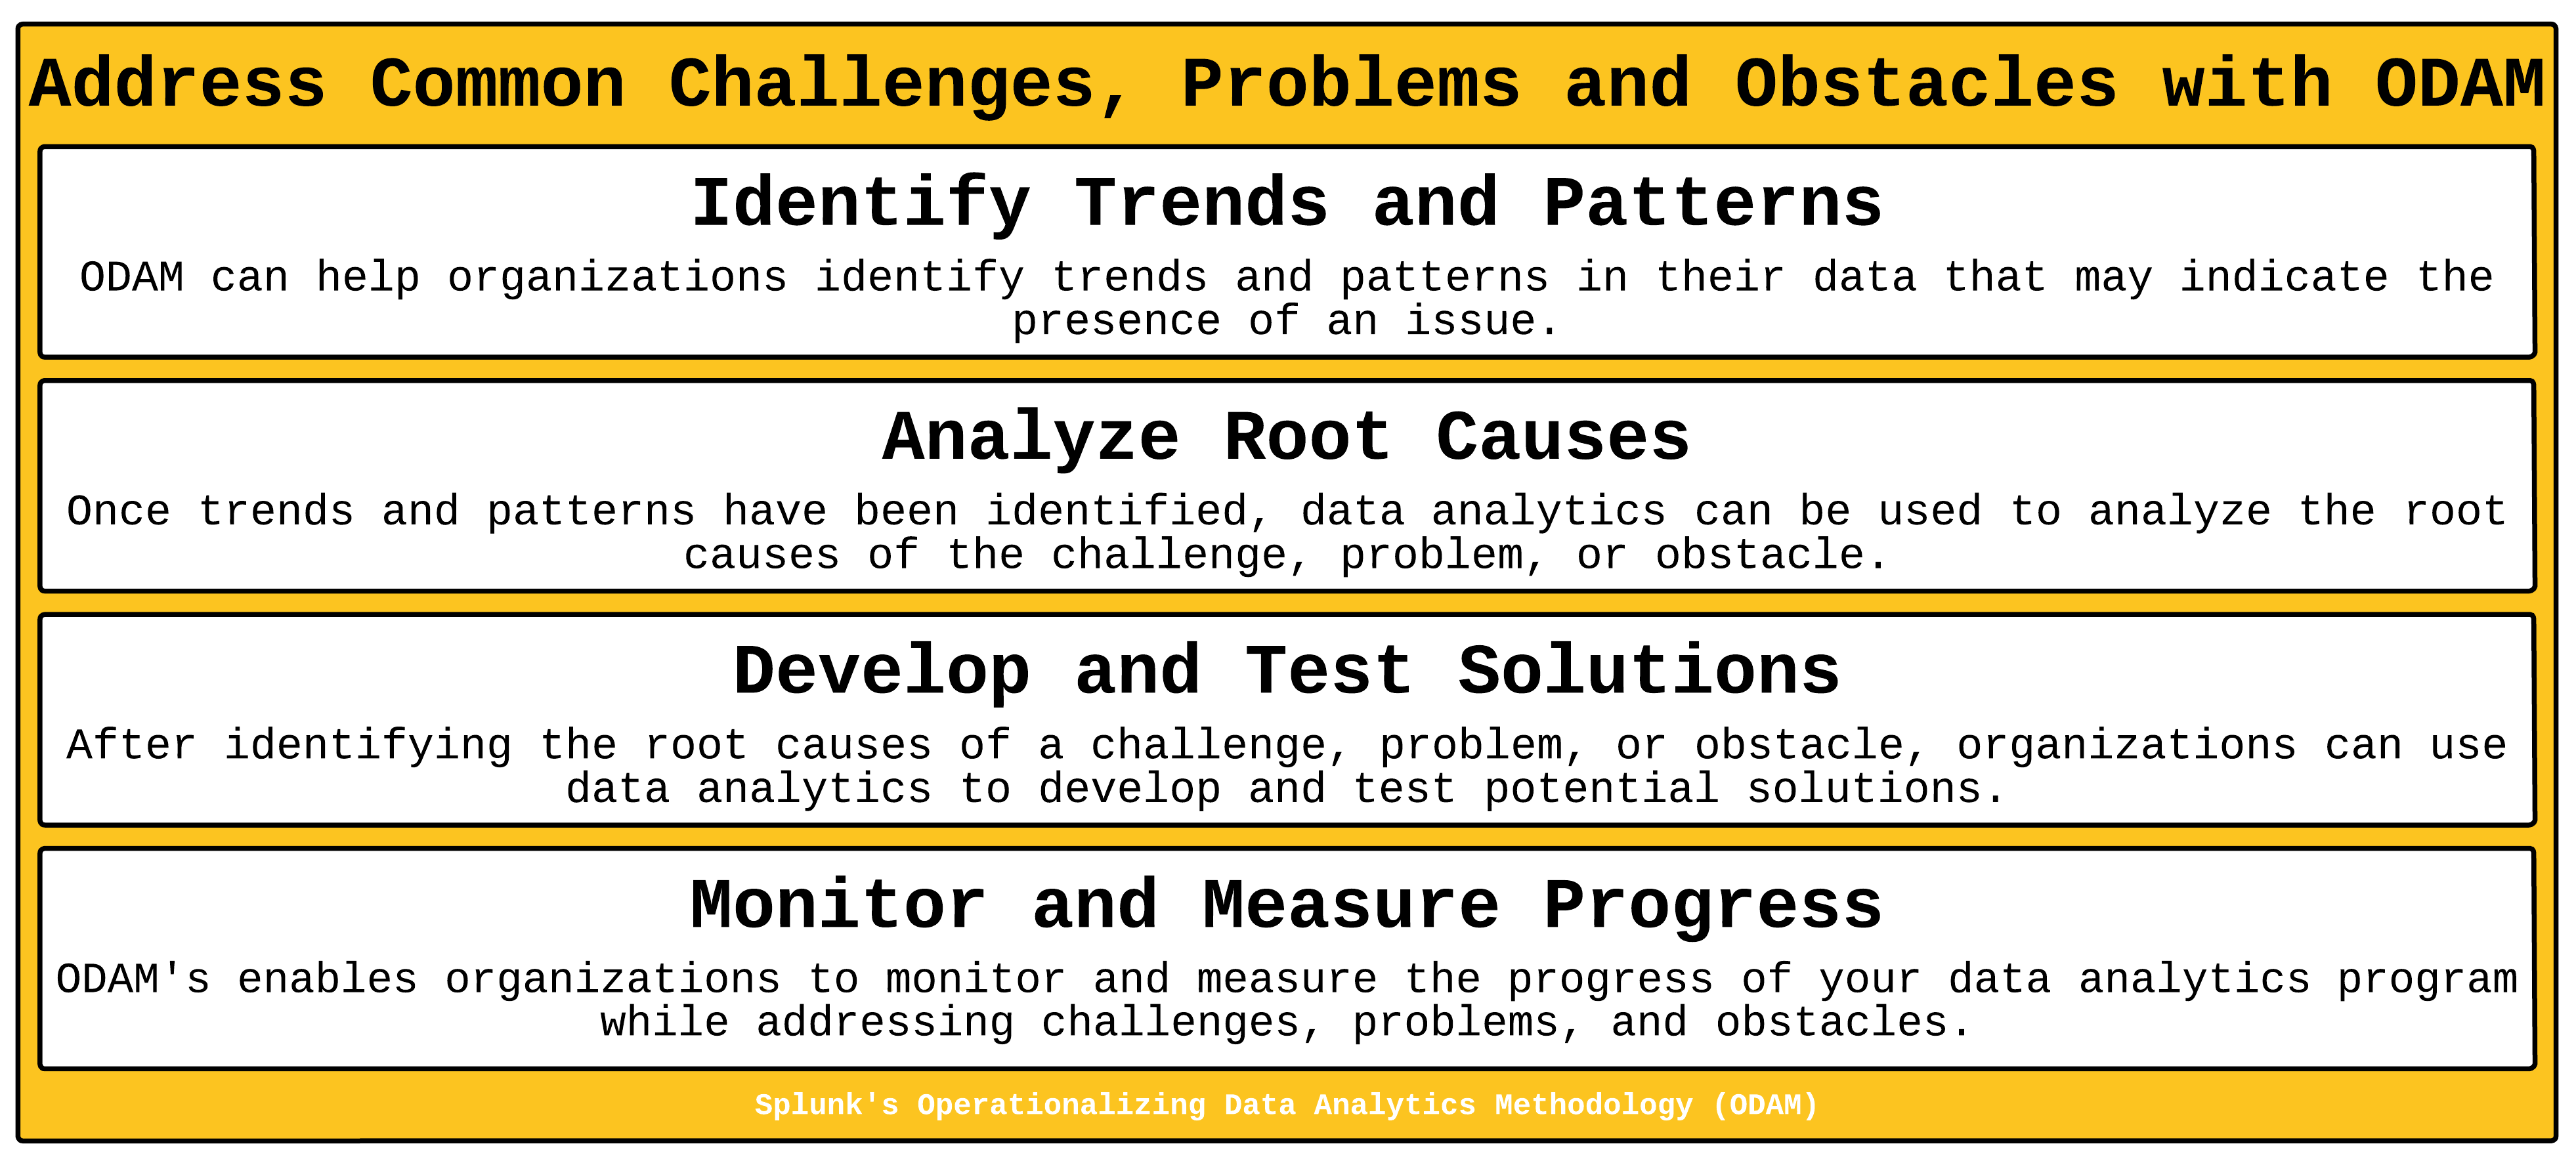 Address Common Challenges, Problems and Obstacles with ODAM
Identify Trends and Patterns
ODAM can help organizations identify trends and patterns in their data that may indicate the
presence of an issue.
Analyze Root Causes
Once trends and patterns have been identified, data analytics can be used to analyze the root
causes of the challenge, problem, or obstacle.
Develop and Test Solutions
After identifying the root causes of a challenge, problem, or obstacle, organizations can use
data analytics to develop and test potential solutions.
Monitor and Measure Progress
ODAM's enables organizations to monitor and measure the progress of your data analytics program
while addressing challenges, problems, and obstacles.
Splunk's Operationalizing Data Analytics Methodology (ODAM)